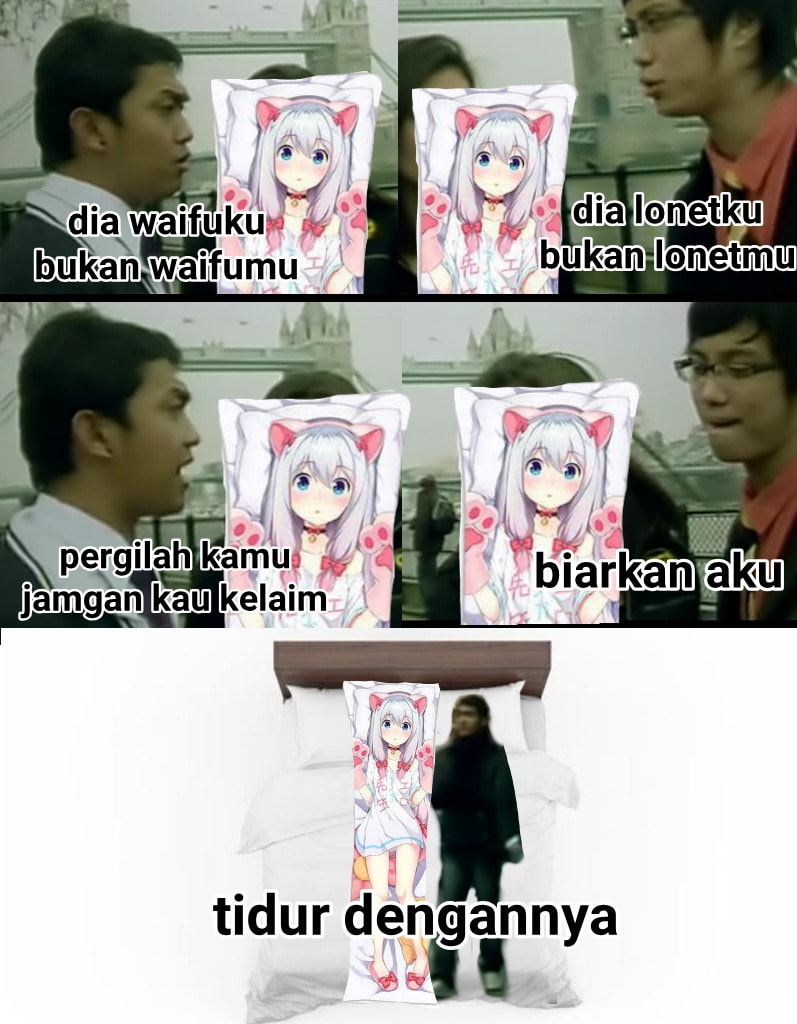 dia waifuku
bukan waifumu
dia lonetku
bukan lonetmu
pergilah kamu
jamgan kau kelaim
biarkan aku
tidur dengannya